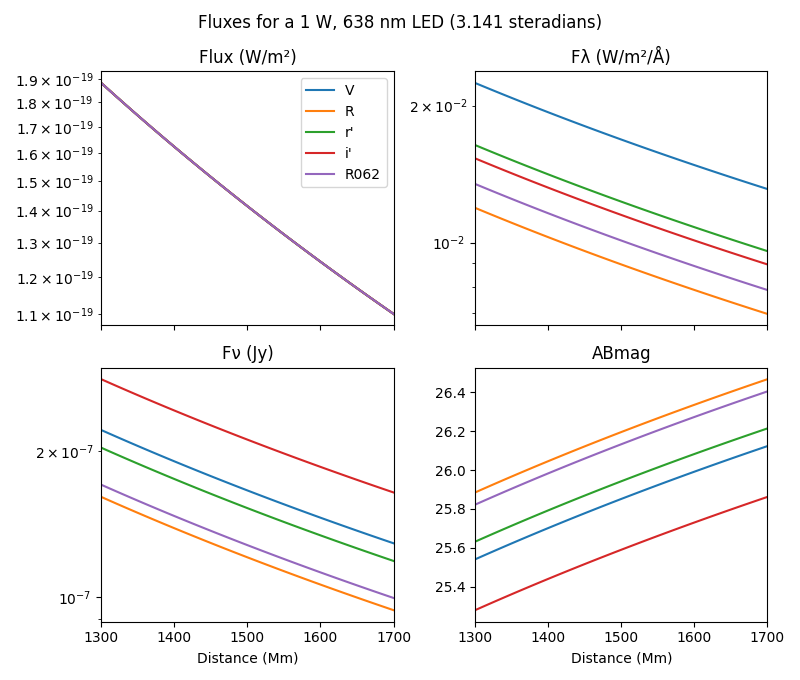 Fluxes for a 1 W, 638 nm LED (3.141 steradians)
Flux (W/m²)
1.9 × 10⁻¹⁹
1.8 × 10⁻¹⁹
1.7 × 10⁻¹⁹
1.6 × 10⁻¹⁹
1.5 × 10⁻¹⁹
1.4 × 10⁻¹⁹
1.3 × 10⁻¹⁹
1.2 × 10⁻¹⁹
1.1 × 10⁻¹⁹
V
R
r'
i'
R062
Fλ (W/m²/Å)
2 × 10⁻²
10⁻²
Fν (Jy)
2 × 10⁻⁷
10⁻⁷
1300 1400 1500 1600 1700
Distance (Mm)
ABmag
26.4
26.2
26.0
25.8
25.6
25.4
1300 1400 1500 1600 1700
Distance (Mm)